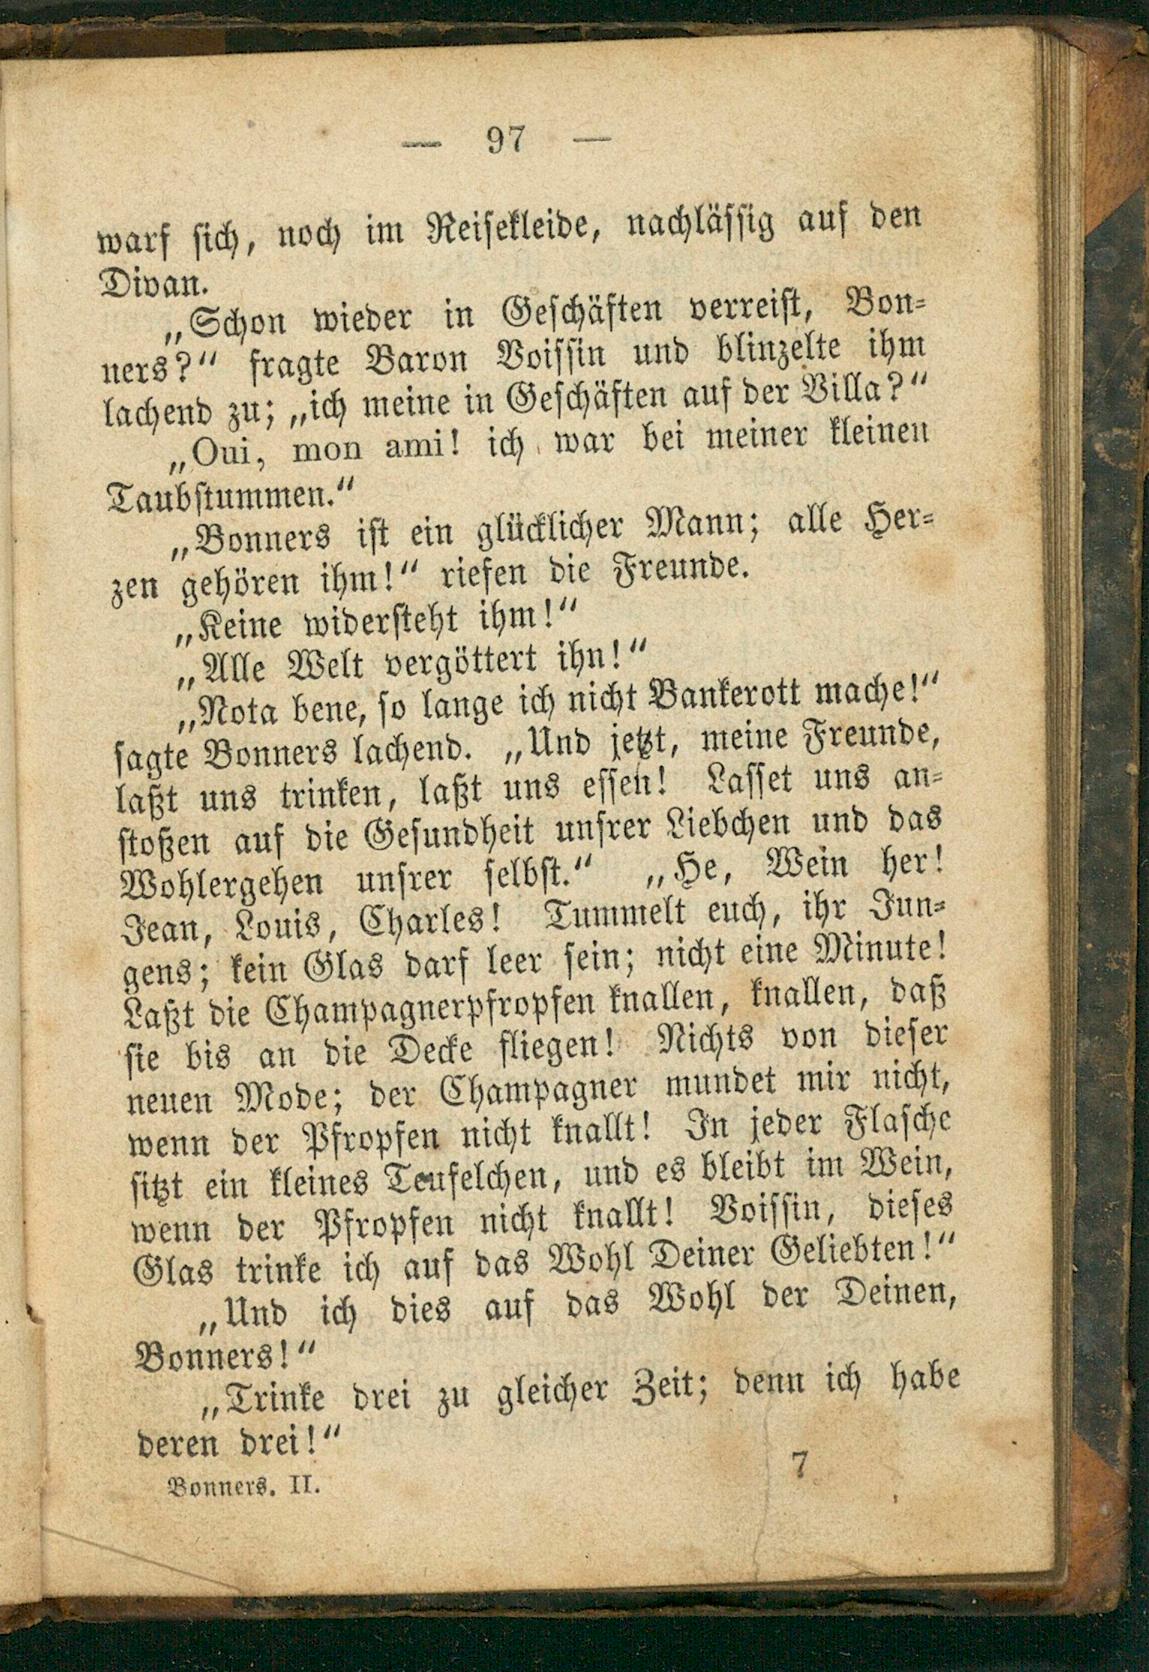 — 97 —
warf sich, noch im Reisekleide, nachlässig auf den
Divan.
„Schon wieder in Geschäften verreist, Bon-
ners?“ fragte Baron Voissin und blinzelte ihm
lachend zu; „ich meine in Geschäften auf der Villa?“
„Oui, mon ami! ich war bei meiner kleinen
Taubstummen.“
„Bonners ist ein glücklicher Mann; alle Her-
zen gehören ihm!“ riefen die Freunde.
„Keine widersteht ihm!“
„Alle Welt vergöttert ihn!“
„Nota bene, so lange ich nicht Bankerott mache!“
sagte Bonners lachend. „Und jetzt, meine Freunde,
laßt uns trinken, laßt uns essen! Lasset uns an-
stoßen auf die Gesundheit unsrer Liebchen und das
Wohlergehen unsrer selbst.“ „He, Wein her!
Jean, Louis, Charles! Tummelt euch, ihr Jun-
gens; kein Glas darf leer sein; nicht eine Minute!
Laßt die Champagnerpfropfen knallen, knallen, daß
sie bis an die Decke fliegen! Nichts von dieser
neuen Mode; der Champagner mundet mir nicht,
wenn der Pfropfen nicht knallt! In jeder Flasche
sitzt ein kleines Teufelchen, und es bleibt im Wein,
wenn der Pfropfen nicht knallt! Voissin, dieses
Glas trinke ich auf das Wohl Deiner Geliebten!“
„Und ich dies auf das Wohl der Deinen,
Bonners!“
„Trinke drei zu gleicher Zeit; denn ich habe
deren drei!“
Bonners. II. 7